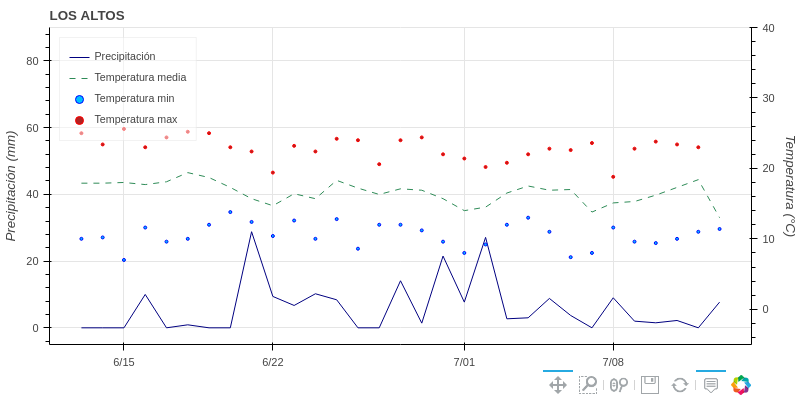 LOS ALTOS
Precipitación
Temperatura media
Temperatura min
Temperatura max
Precipitación (mm)
80
60
40
20
0
Temperatura (°C)
40
30
20
10
0
6/15
6/22
7/01
7/08